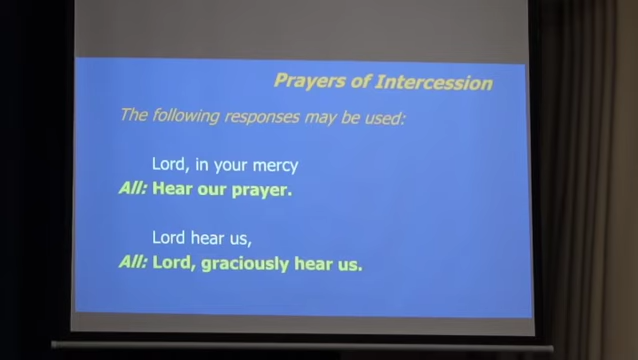 Prayers of Intercession
The following responses may be used:
Lord, in your mercy
All: Hear our prayer.
Lord hear us,
All: Lord, graciously hear us.